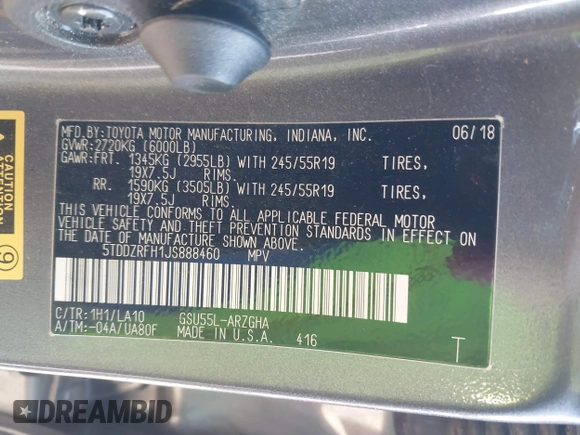 MFD.BY:TOYOTA MOTOR MANUFACTURING, INDIANA, INC. 06/18
GVWR:2720KG (6000LB)
GAWR:FRT. 1345KG (2955LB) WITH 245/55R19 TIRES,
19X7.5J RIMS.
RR. 1590KG (3505LB) WITH 245/55R19 TIRES,
19X7.5J RIMS.
THIS VEHICLE CONFORMS TO ALL APPLICABLE FEDERAL MOTOR
VEHICLE SAFETY AND THEFT PREVENTION STANDARDS IN EFFECT ON
THE DATE OF MANUFACTURE SHOWN ABOVE.
5TDDZRFH1JS888460 MPV
C/TR:1H1/LA10 GSU55L-ARZGHA
A/TM:-04A/UA80F MADE IN U.S.A. 416 T
CAUTION
ATTENTION
9
DREAMBID